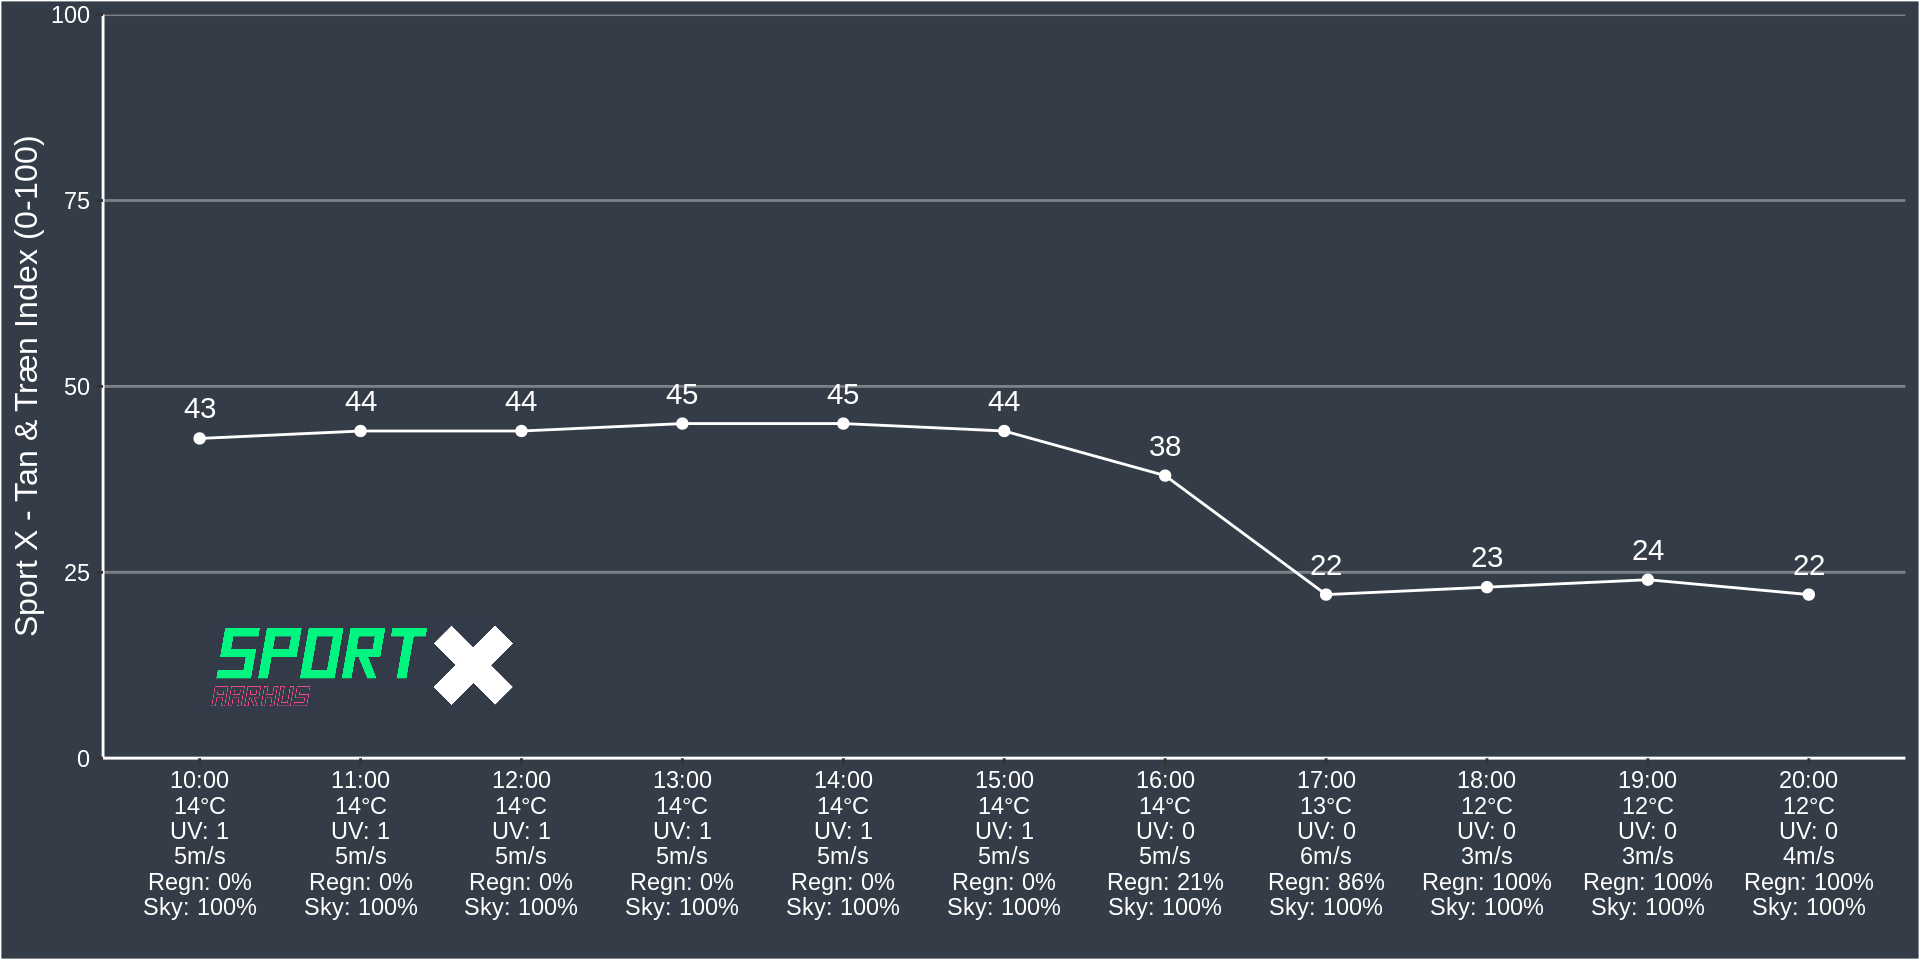 Sport X - Tan & Træn Index (0-100)
100
75
50
25
0
43
44
44
45
45
44
38
22
23
24
22
SPORT X
AARHUS
10:00 11:00 12:00 13:00 14:00 15:00 16:00 17:00 18:00 19:00 20:00
14°C 14°C 14°C 14°C 14°C 14°C 14°C 13°C 12°C 12°C 12°C
UV: 1 UV: 1 UV: 1 UV: 1 UV: 1 UV: 1 UV: 0 UV: 0 UV: 0 UV: 0 UV: 0
5m/s 5m/s 5m/s 5m/s 5m/s 5m/s 5m/s 6m/s 3m/s 3m/s 4m/s
Regn: 0% Regn: 0% Regn: 0% Regn: 0% Regn: 0% Regn: 0% Regn: 21% Regn: 86% Regn: 100% Regn: 100% Regn: 100%
Sky: 100% Sky: 100% Sky: 100% Sky: 100% Sky: 100% Sky: 100% Sky: 100% Sky: 100% Sky: 100% Sky: 100% Sky: 100%